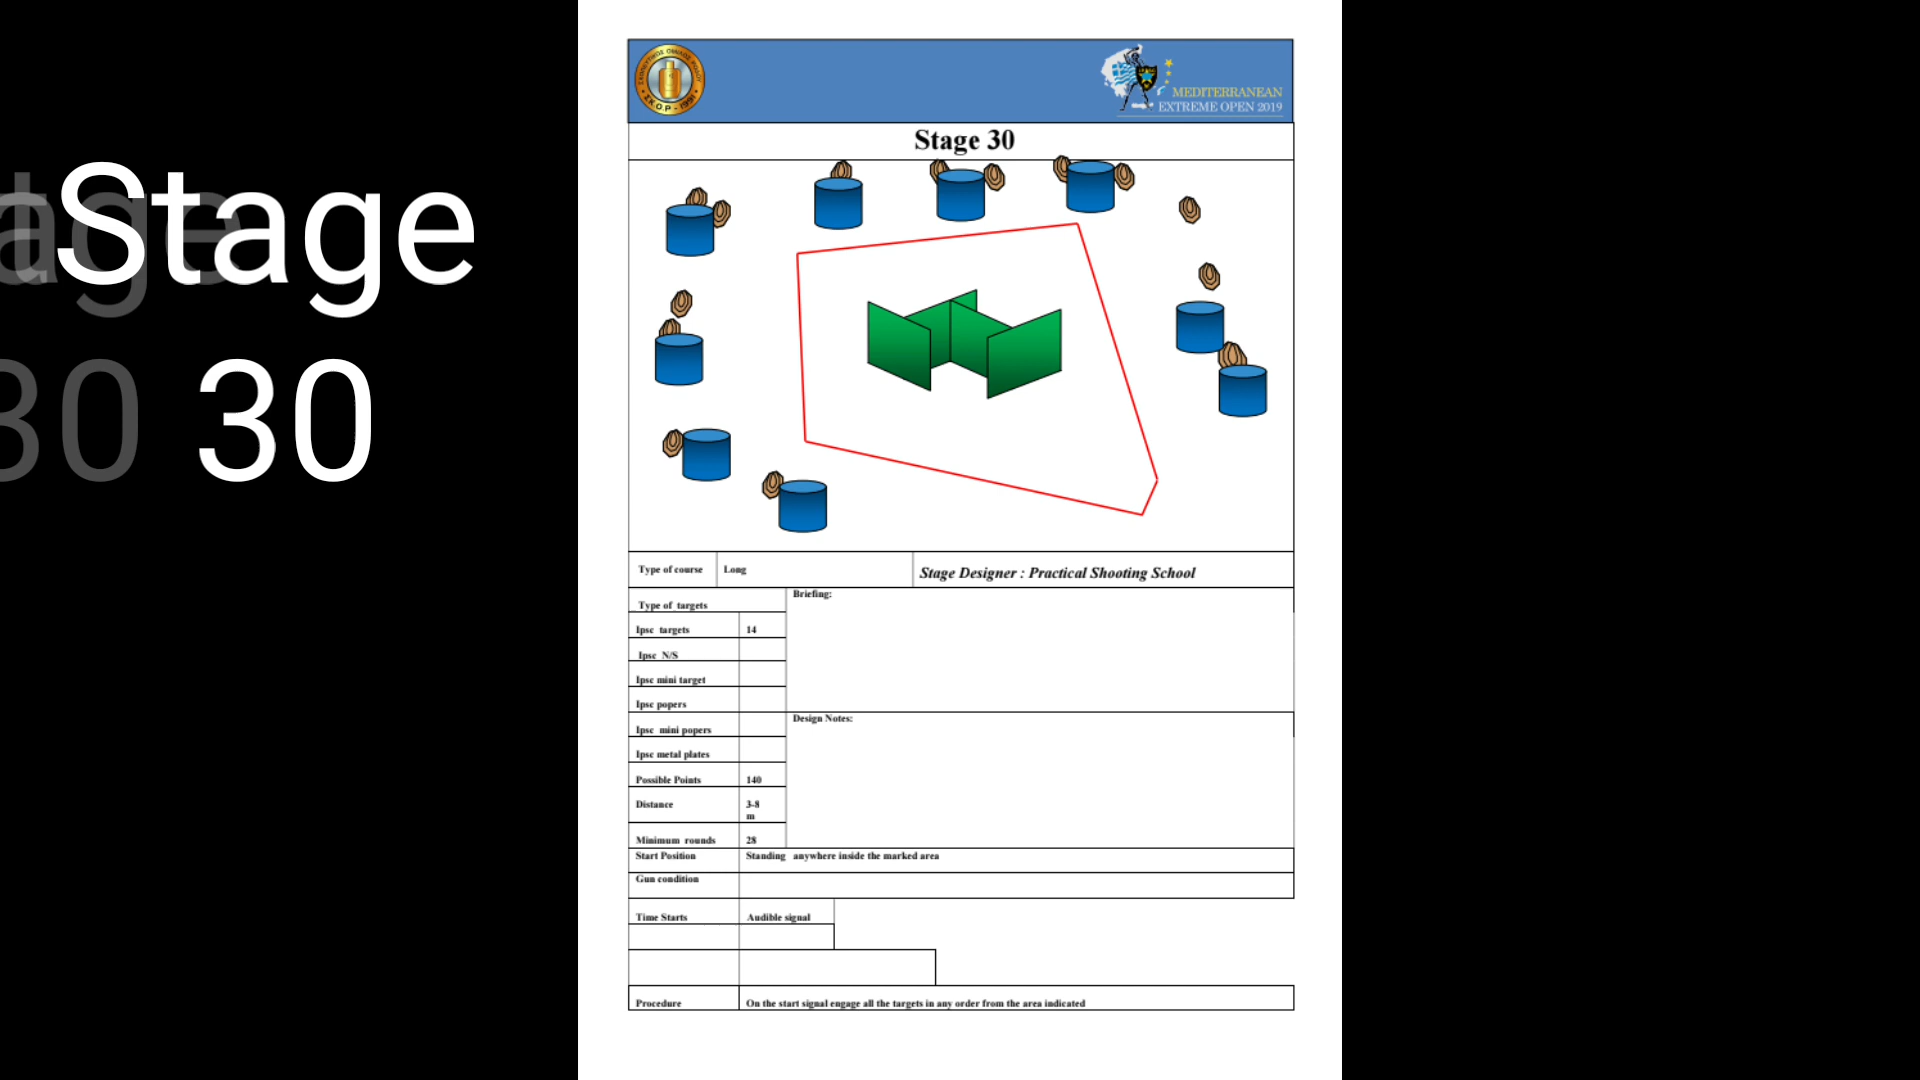 Stage
30
ΣΚΟΠΕΥΤΙΚΟΣ ΟΜΙΛΟΣ ΡΟΔΟΥ
Σ.Κ.Ο.Ρ - 1991
MEDITERRANEAN
EXTREME OPEN 2019
Stage 30
Type of course Long Stage Designer : Practical Shooting School
Type of targets Briefing:
Ipsc targets 14
Ipsc N/S
Ipsc mini target
Ipsc popers
Ipsc mini popers Design Notes:
Ipsc metal plates
Possible Points 140
Distance 3-8
m
Minimum rounds 28
Start Position Standing anywhere inside the marked area
Gun condition
Time Starts Audible signal
Procedure On the start signal engage all the targets in any order from the area indicated